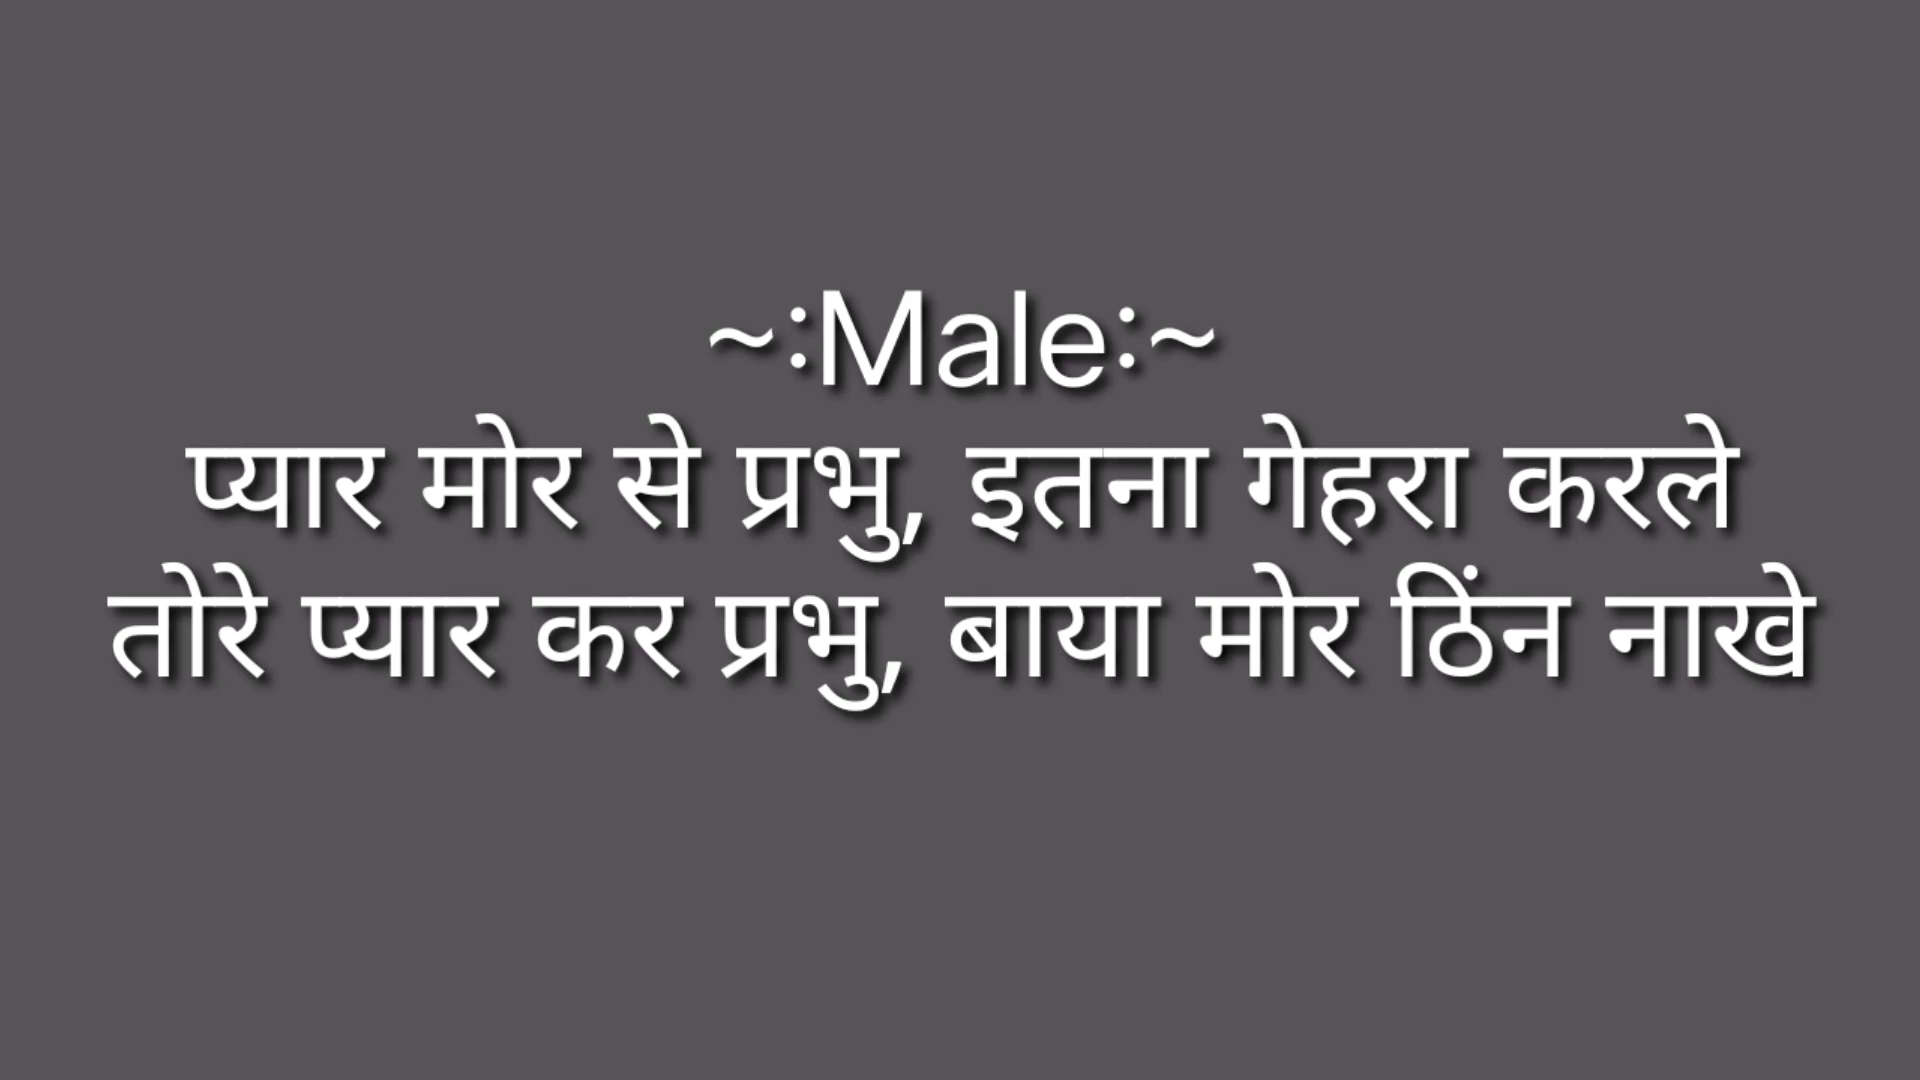 ~:Male:~
प्यार मोर से प्रभु, इतना गेहरा करले
तोरे प्यार कर प्रभु, बाया मोर ठिंन नाखे